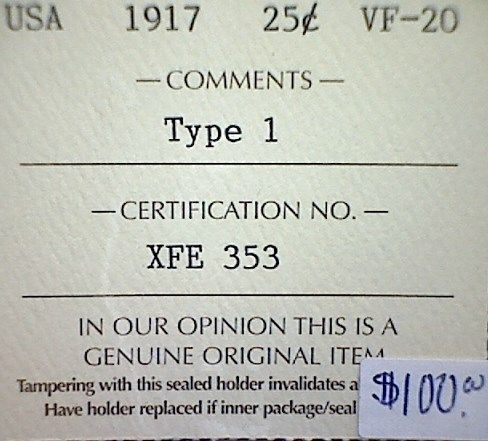 USA 1917 25¢ VF-20
— COMMENTS —
Type 1
— CERTIFICATION NO. —
XFE 353
IN OUR OPINION THIS IS A
GENUINE ORIGINAL ITEM
Tampering with this sealed holder invalidates a
Have holder replaced if inner package/seal
$100.00